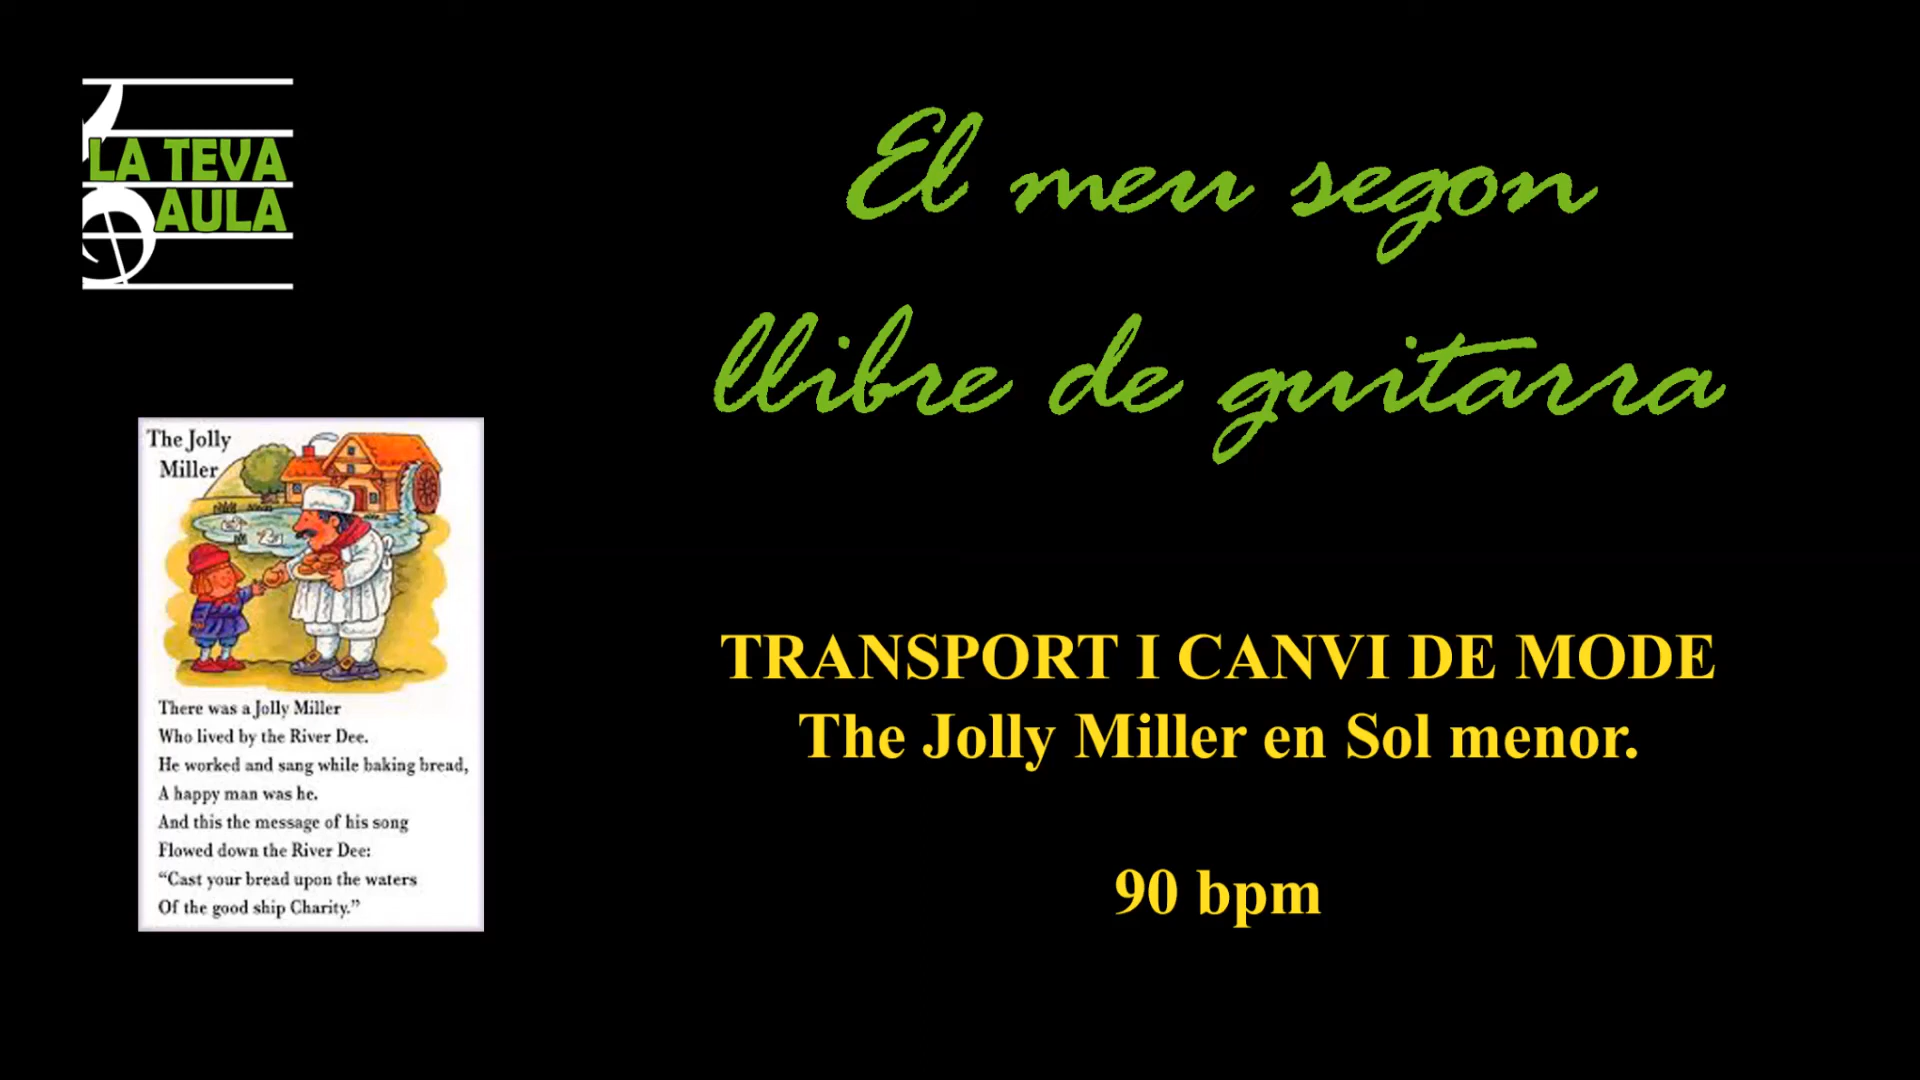 LA TEVA
AULA
El meu segon
llibre de guitarra
The Jolly
Miller
There was a Jolly Miller
Who lived by the River Dee.
He worked and sang while baking bread,
A happy man was he.
And this the message of his song
Flowed down the River Dee:
“Cast your bread upon the waters
Of the good ship Charity.”
TRANSPORT I CANVI DE MODE
The Jolly Miller en Sol menor.
90 bpm